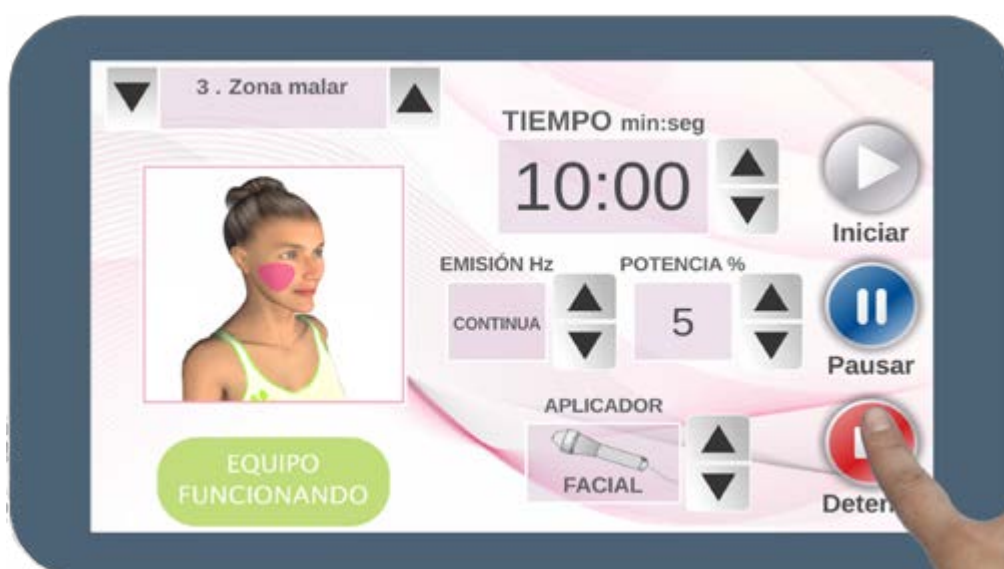 3 . Zona malar
TIEMPO min:seg
10:00
Iniciar
EMISIÓN Hz
POTENCIA %
CONTINUA
5
Pausar
APLICADOR
FACIAL
EQUIPO
FUNCIONANDO